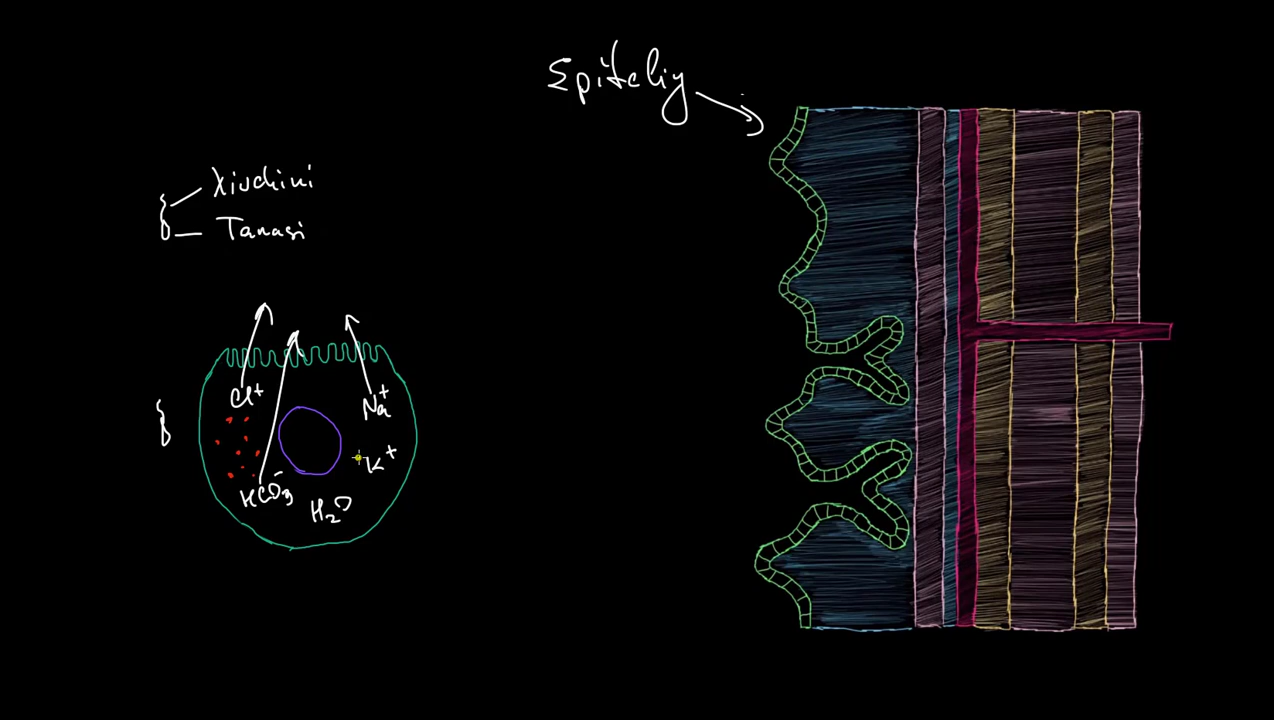 Epiteliy
Xivchini
Tanasi
Cl+
Na+
K+
HCO3-
H2O